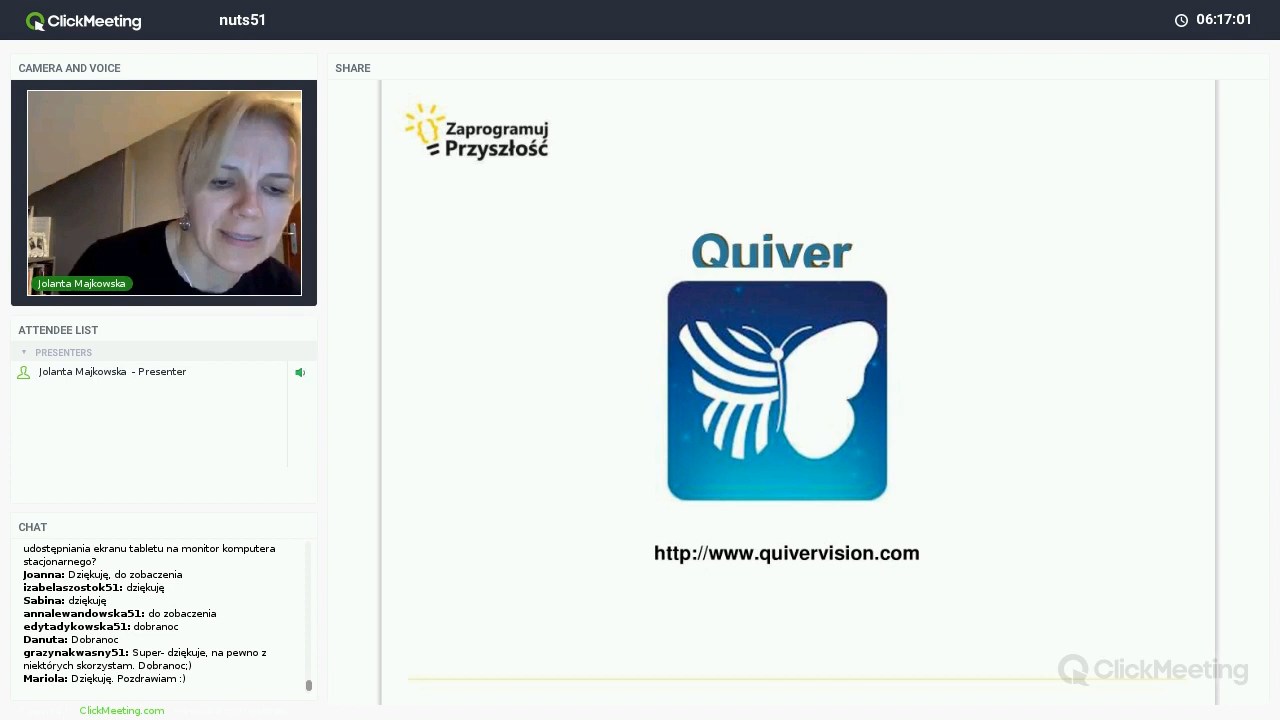 ClickMeeting
nuts51
06:17:01
CAMERA AND VOICE
Jolanta Majkowska
ATTENDEE LIST
PRESENTERS
Jolanta Majkowska - Presenter
CHAT
udostępniania ekranu tabletu na monitor komputera
stacjonarnego?
Joanna: Dziękuję, do zobaczenia
izabelaszostok51: dziękuję
Sabina: dziękuję
annalewandowska51: do zobaczenia
edytadykowska51: dobranoc
Danuta: Dobranoc
grazynakwasny51: Super- dziękuje, na pewno z
niektórych skorzystam. Dobranoc;)
Mariola: Dziękuję. Pozdrawiam :)
ClickMeeting.com
SHARE
Zaprogramuj
Przyszłość
Quiver
http://www.quivervision.com
ClickMeeting